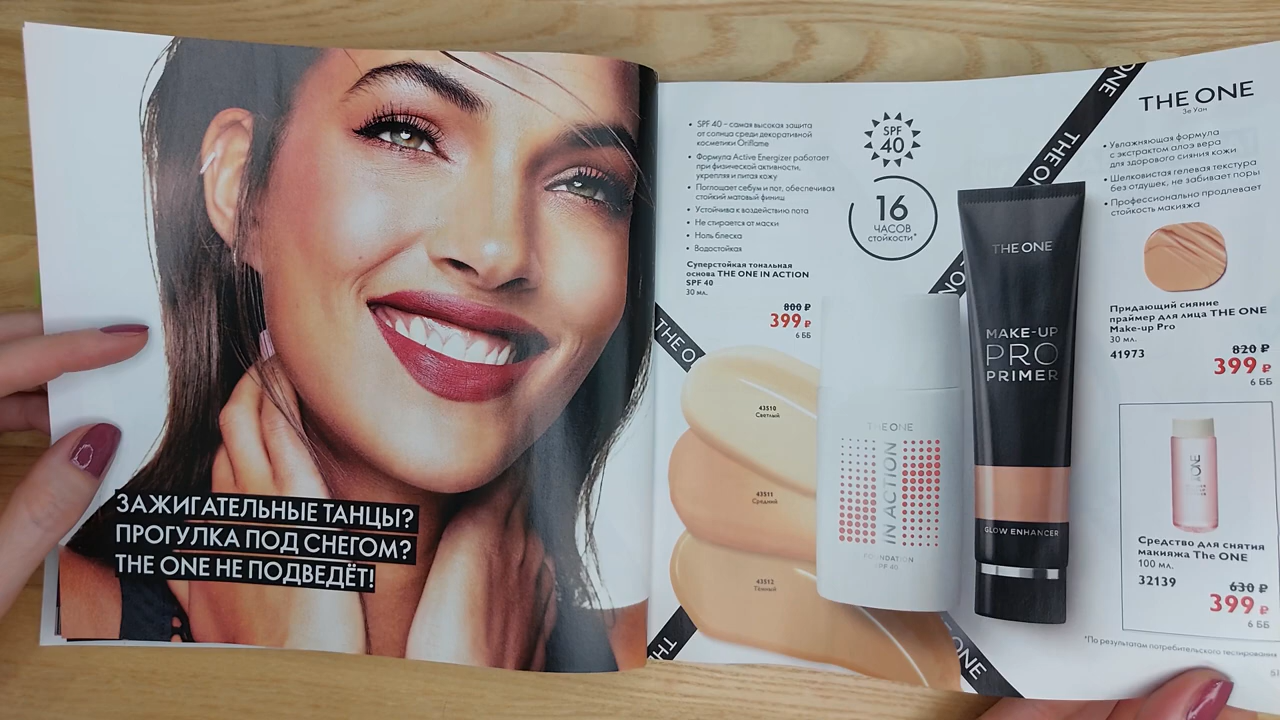 ЗАЖИГАТЕЛЬНЫЕ ТАНЦЫ?
ПРОГУЛКА ПОД СНЕГОМ?
THE ONE НЕ ПОДВЕДЁТ!
• SPF 40 – самая высокая защита
от солнца среди декоративной
косметики Oriflame
• Формула Active Energizer работает
при физической активности,
укрепляя и питая кожу
• Поглощает себум и пот, обеспечивая
стойкий матовый финиш
• Устойчива к воздействию пота
• Не стирается от маски
• Ноль блеска
• Водостойкая
Суперстойкая тональная
основа THE ONE IN ACTION
SPF 40
30 мл.
800 ₽
399 ₽
6 ББ
SPF
40
16
ЧАСОВ
стойкости*
43510
Светлый
43511
Средний
43512
Тёмный
THE ONE
IN ACTION
FOUNDATION
SPF 40
THE ONE
MAKE-UP
PRO
PRIMER
GLOW ENHANCER
THE O
THE ONE
ONE
THE ONE
Зе Уан
• Увлажняющая формула
с экстрактом алоэ вера
для здорового сияния кожи
• Шелковистая гелевая текстура
без отдушек, не забивает поры
• Профессионально продлевает
стойкость макияжа
Придающий сияние
праймер для лица THE ONE
Make-up Pro
30 мл.
41973
820 ₽
399 ₽
6 ББ
Средство для снятия
макияжа The ONE
100 мл.
32139
630 ₽
399 ₽
6 ББ
*По результатам потребительского тестирования